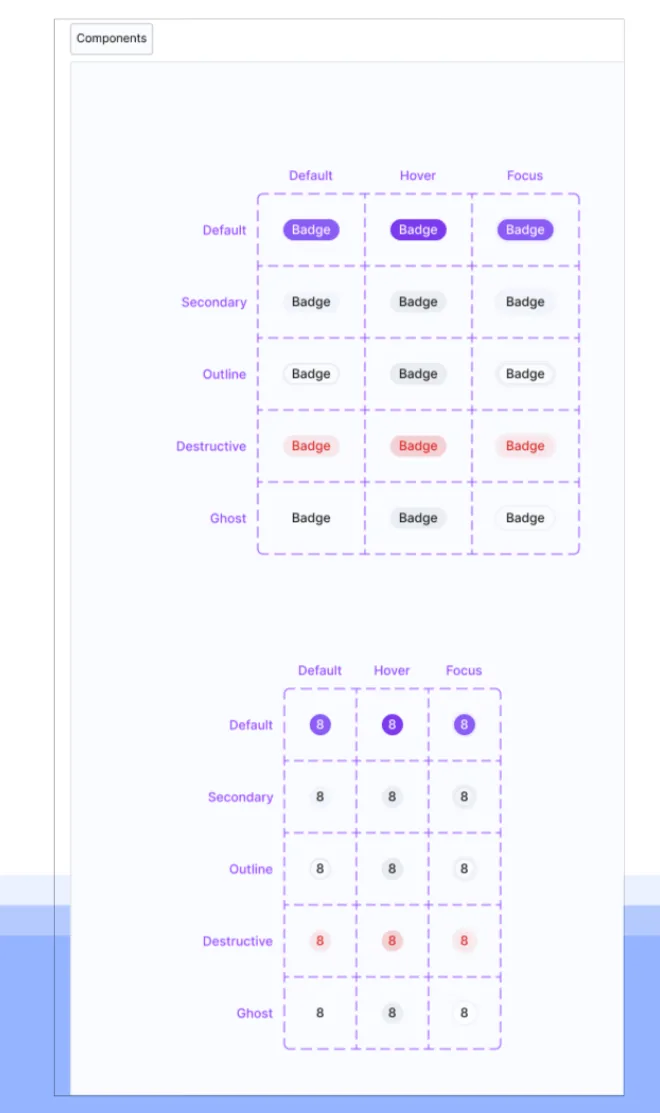 Components
Default Hover Focus
Default Badge Badge Badge
Secondary Badge Badge Badge
Outline Badge Badge Badge
Destructive Badge Badge Badge
Ghost Badge Badge Badge
Default Hover Focus
Default 8 8 8
Secondary 8 8 8
Outline 8 8 8
Destructive 8 8 8
Ghost 8 8 8